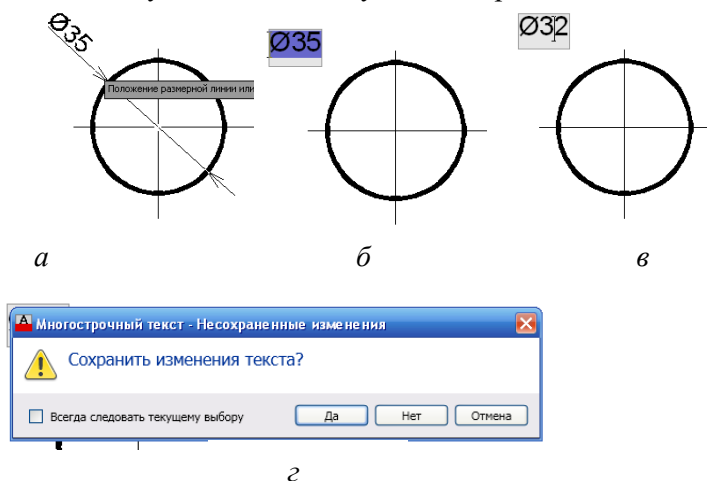 Ø35
Ø35
Ø32
Положение размерной линии или
а
б
в
Многострочный текст - Несохраненные изменения
Сохранить изменения текста?
Всегда следовать текущему выбору
Да
Нет
Отмена
г